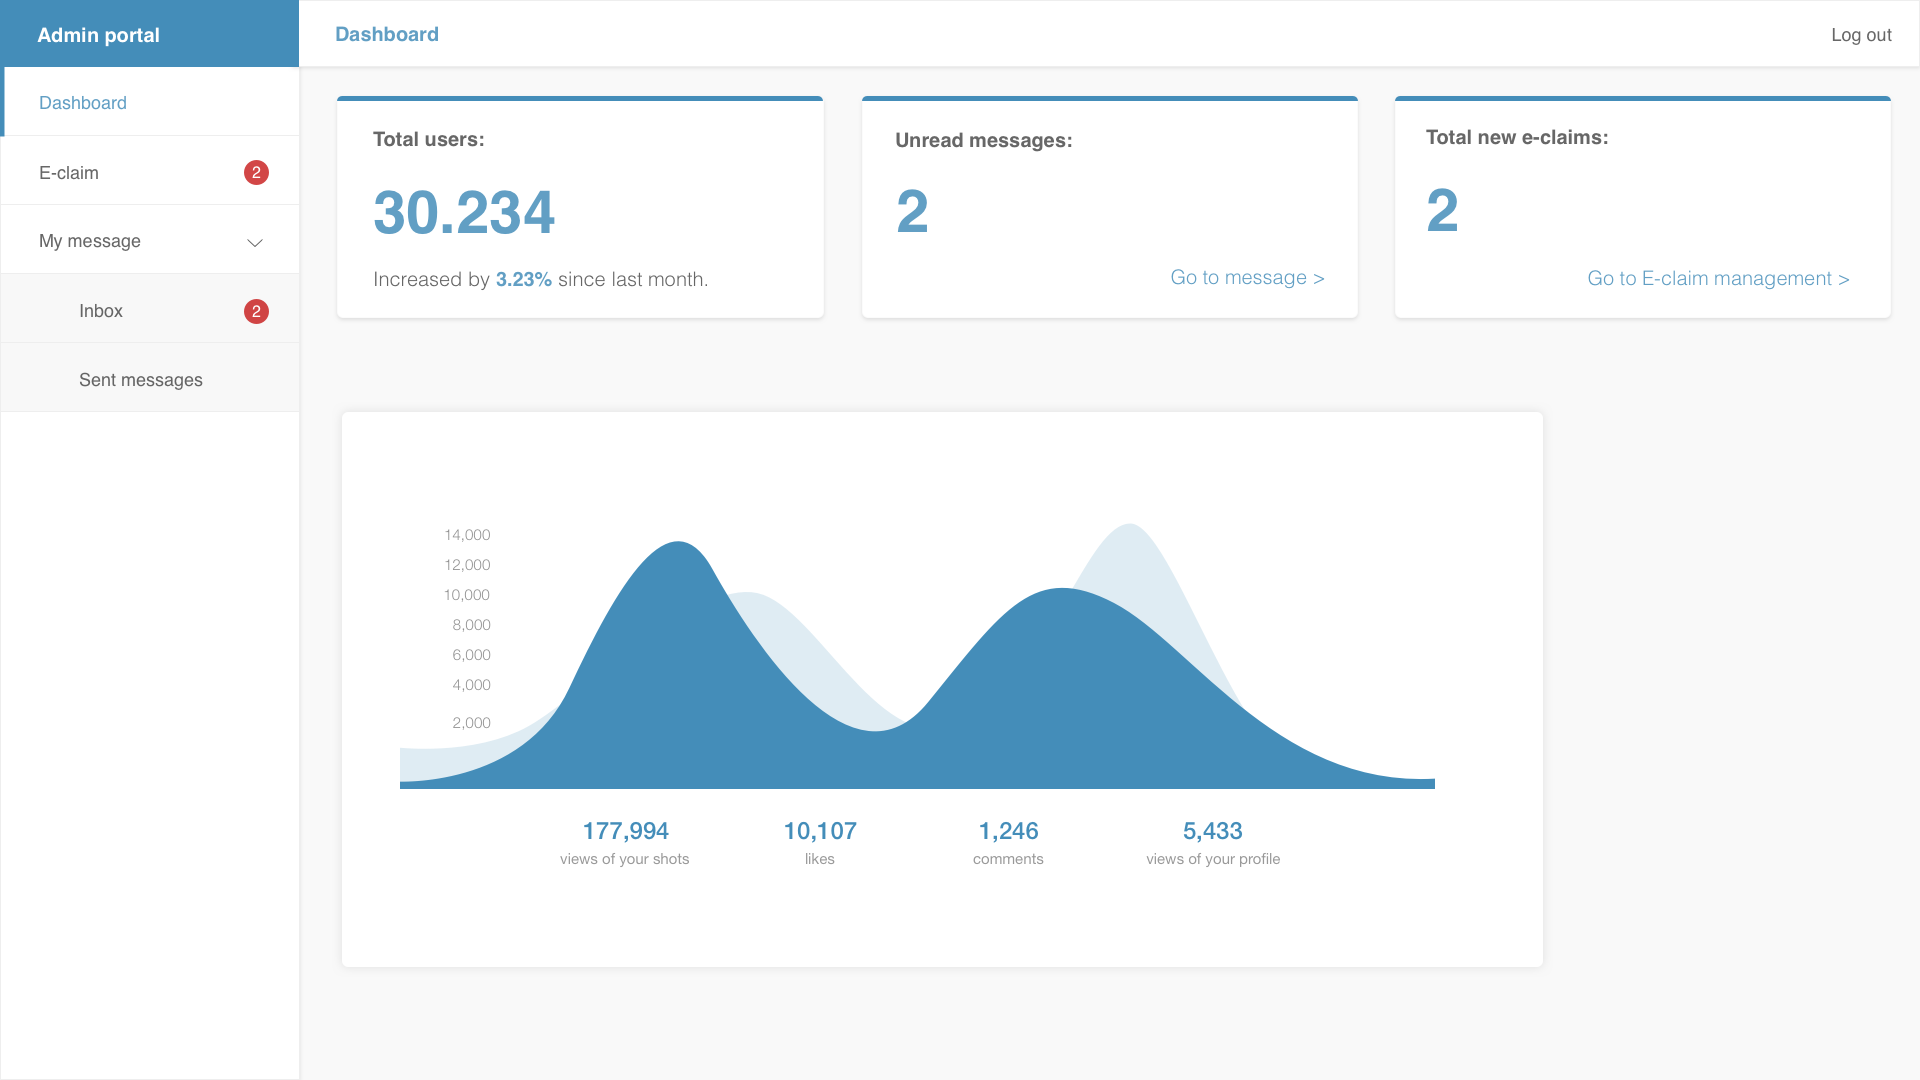 Admin portal
Dashboard
Log out
Dashboard
E-claim 2
My message
Inbox 2
Sent messages
Total users:
30.234
Increased by 3.23% since last month.
Unread messages:
2
Go to message >
Total new e-claims:
2
Go to E-claim management >
14,000
12,000
10,000
8,000
6,000
4,000
2,000
177,994
views of your shots
10,107
likes
1,246
comments
5,433
views of your profile